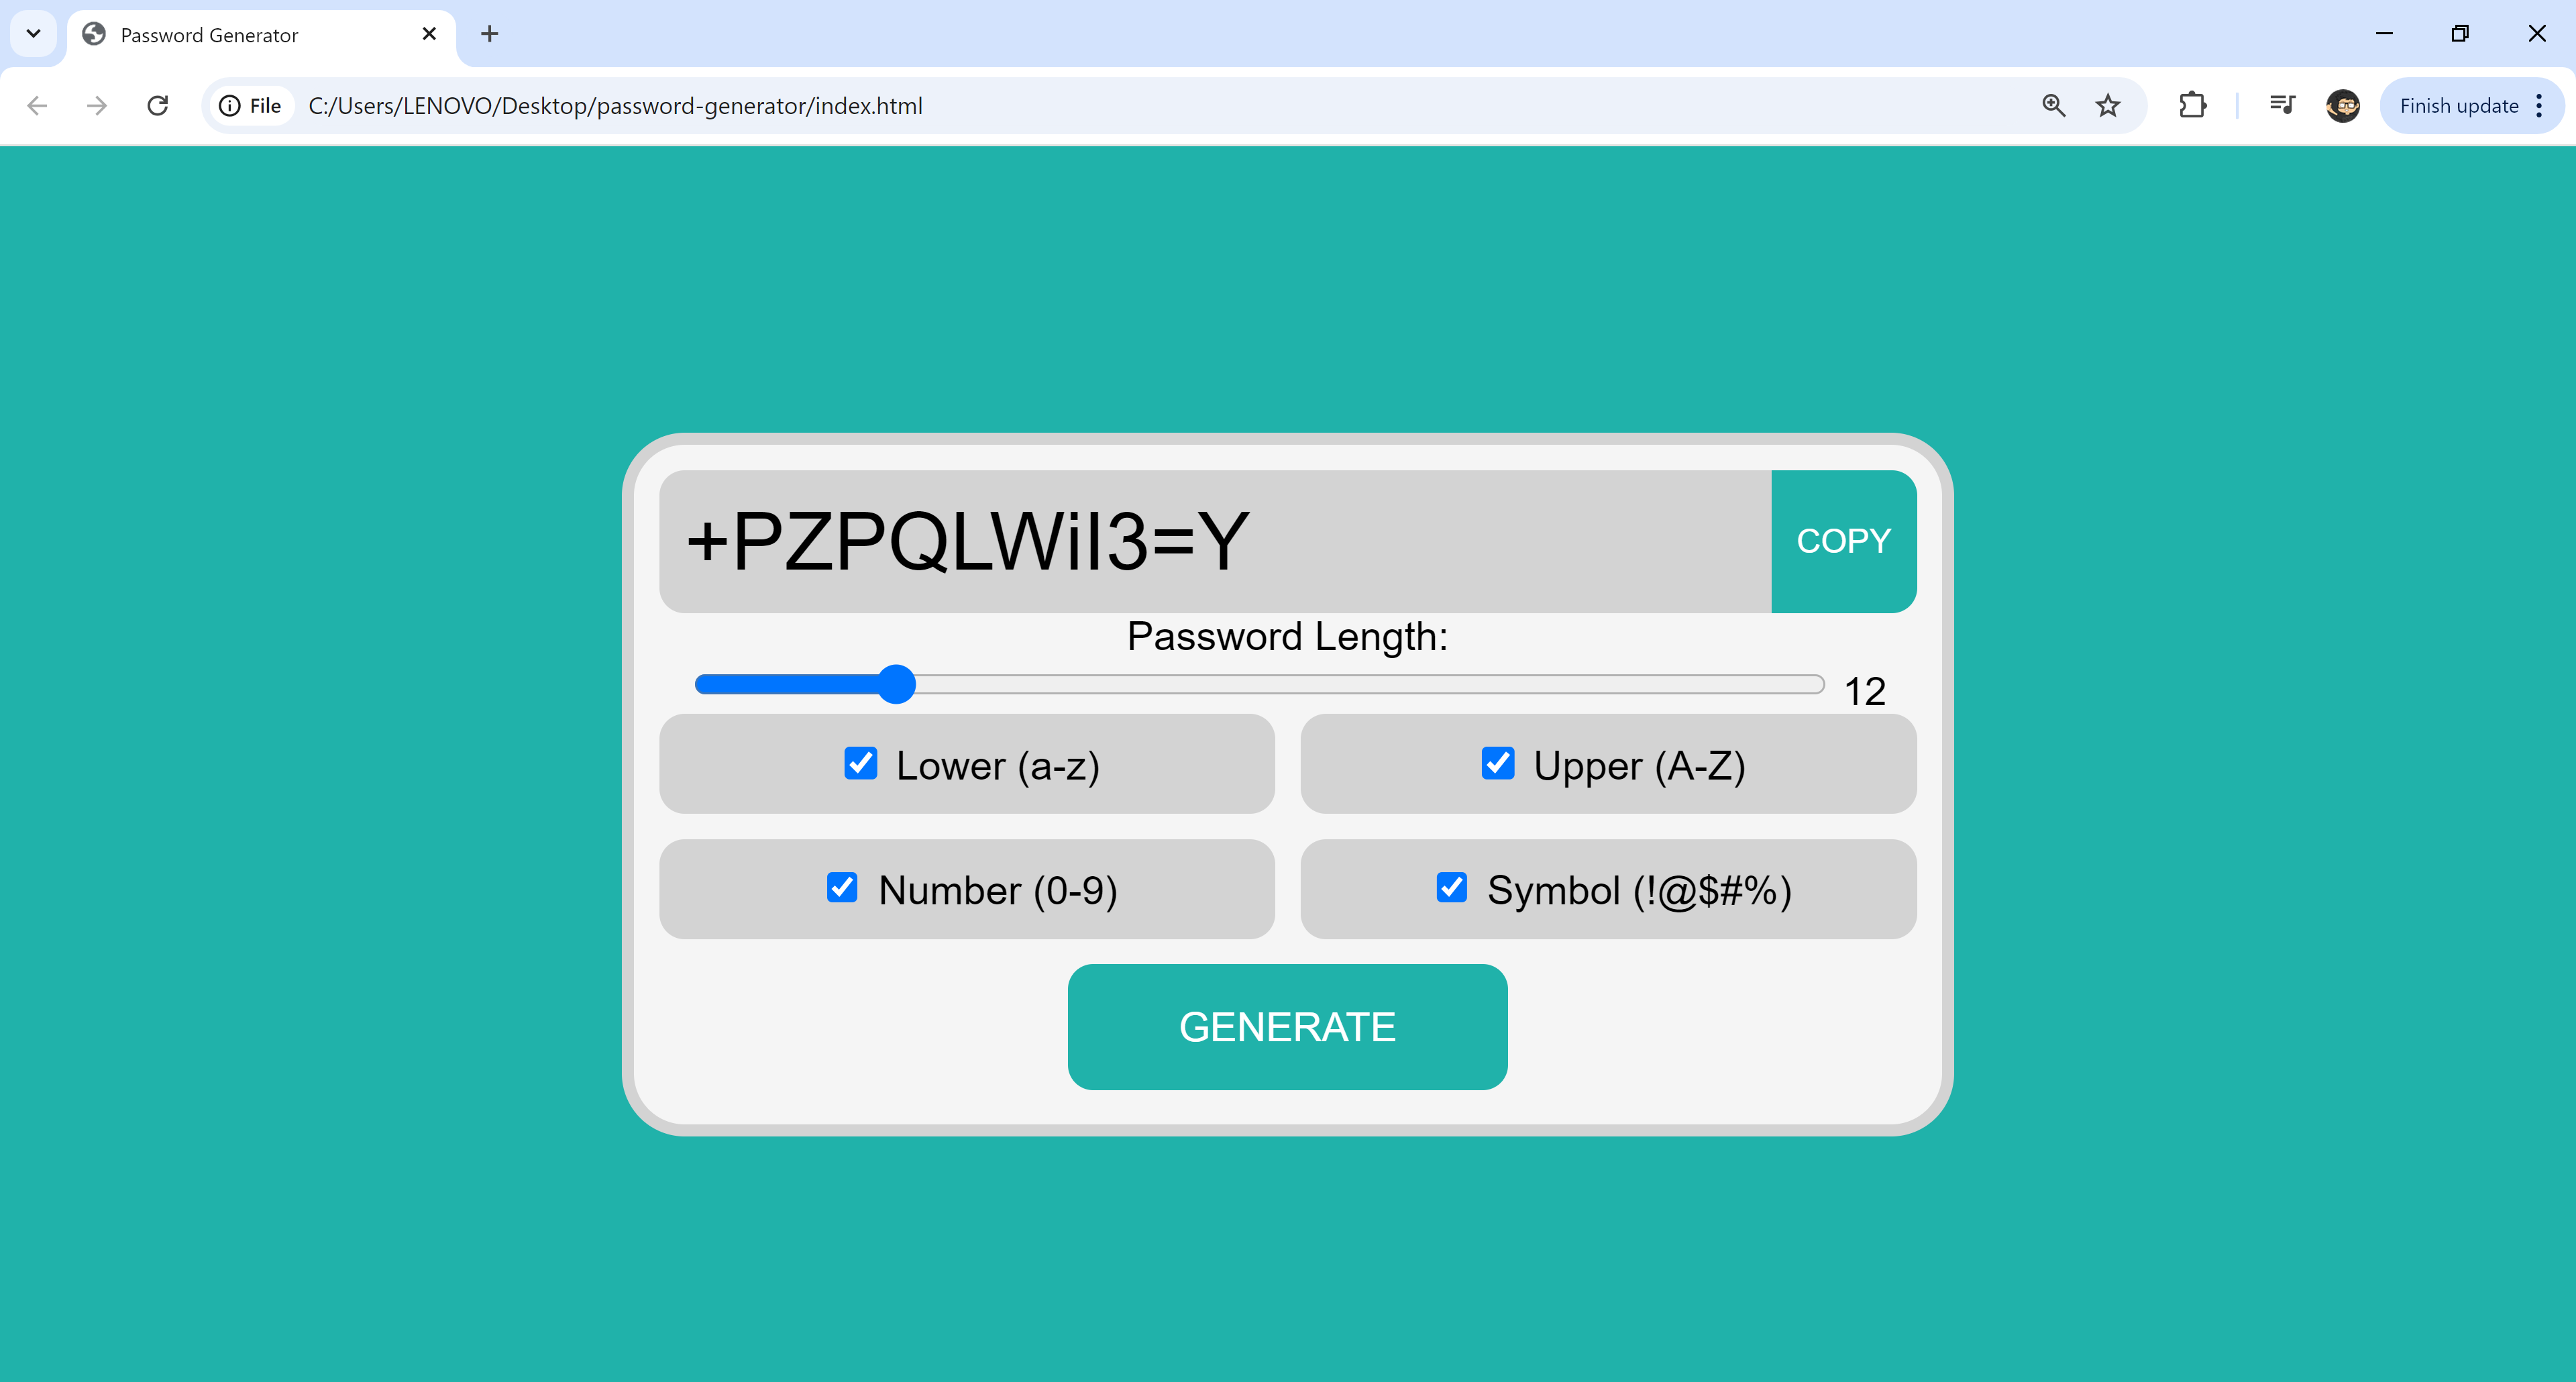 Password Generator
File C:/Users/LENOVO/Desktop/password-generator/index.html Finish update
+PZPQLWiI3=Y COPY
Password Length:
12
Lower (a-z) Upper (A-Z)
Number (0-9) Symbol (!@$#%)
GENERATE